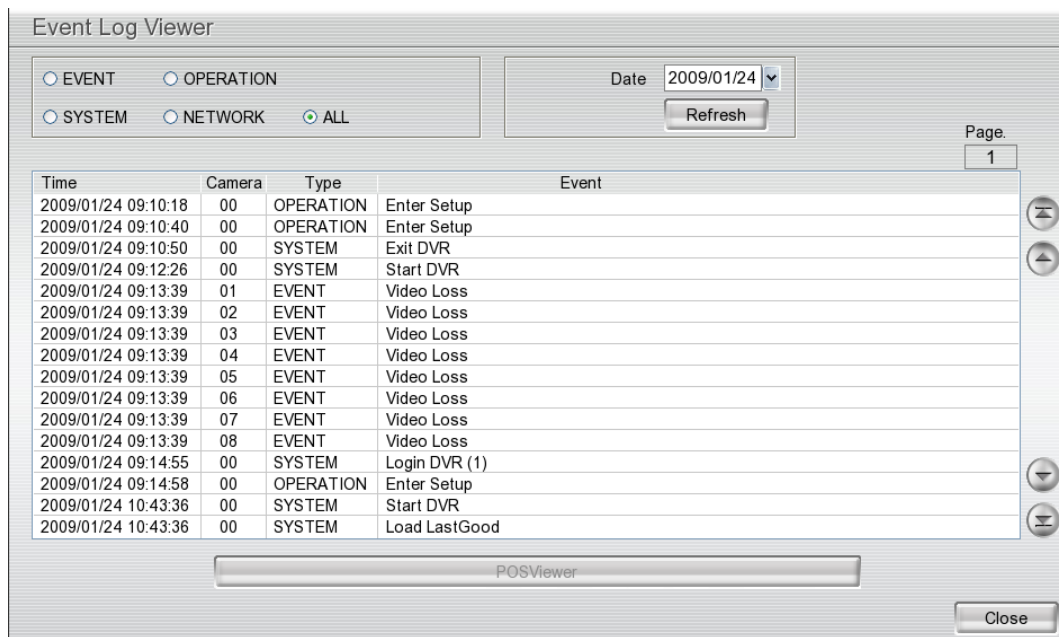 Event Log Viewer
EVENT OPERATION
SYSTEM NETWORK ALL
Date 2009/01/24
Refresh
Page.
1
Time Camera Type Event
2009/01/24 09:10:18 00 OPERATION Enter Setup
2009/01/24 09:10:40 00 OPERATION Enter Setup
2009/01/24 09:10:50 00 SYSTEM Exit DVR
2009/01/24 09:12:26 00 SYSTEM Start DVR
2009/01/24 09:13:39 01 EVENT Video Loss
2009/01/24 09:13:39 02 EVENT Video Loss
2009/01/24 09:13:39 03 EVENT Video Loss
2009/01/24 09:13:39 04 EVENT Video Loss
2009/01/24 09:13:39 05 EVENT Video Loss
2009/01/24 09:13:39 06 EVENT Video Loss
2009/01/24 09:13:39 07 EVENT Video Loss
2009/01/24 09:13:39 08 EVENT Video Loss
2009/01/24 09:14:55 00 SYSTEM Login DVR (1)
2009/01/24 09:14:58 00 OPERATION Enter Setup
2009/01/24 10:43:36 00 SYSTEM Start DVR
2009/01/24 10:43:36 00 SYSTEM Load LastGood
POSViewer
Close